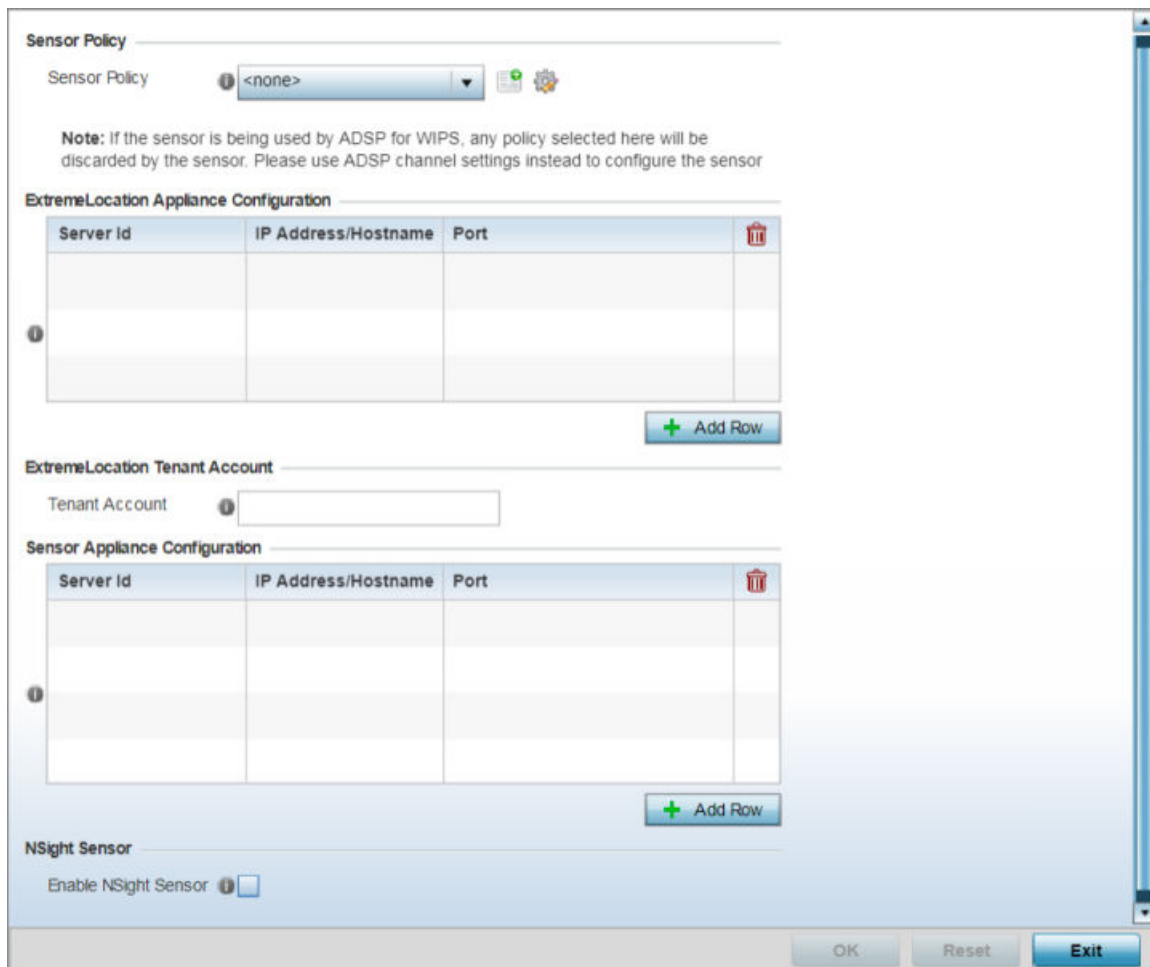 Sensor Policy
Sensor Policy <none>
Note: If the sensor is being used by ADSP for WIPS, any policy selected here will be
discarded by the sensor. Please use ADSP channel settings instead to configure the sensor
ExtremeLocation Appliance Configuration
Server Id IP Address/Hostname Port
Add Row
ExtremeLocation Tenant Account
Tenant Account
Sensor Appliance Configuration
Server Id IP Address/Hostname Port
Add Row
NSight Sensor
Enable NSight Sensor
OK Reset Exit